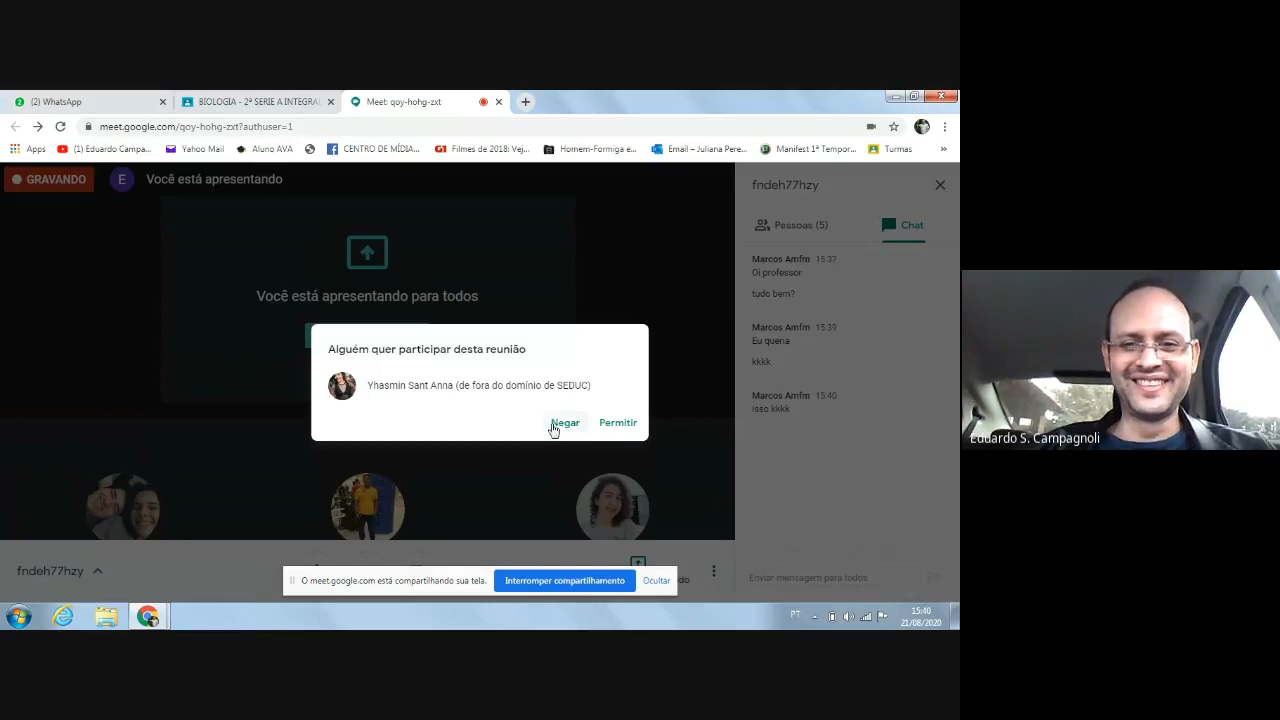 (2) WhatsApp
BIOLOGIA - 2ª SERIE A INTEGRAL
Meet: qoy-hohg-zxt
meet.google.com/qoy-hohg-zxt?authuser=1
Apps
(1) Eduardo Campa...
Yahoo Mail
Aluno AVA
CENTRO DE MÍDIA...
Filmes de 2018: Vej...
Homem-Formiga e...
Email – Juliana Pere...
Manifest 1ª Tempor...
Turmas
»
GRAVANDO
E
Você está apresentando
fndeh77hzy
Pessoas (5)
Chat
Você está apresentando para todos
Marcos Amfm 15:37
Oi professor
tudo bem?
Marcos Amfm 15:39
Eu queria
kkkk
Marcos Amfm 15:40
isso kkkk
Alguém quer participar desta reunião
Yhasmin Sant Anna (de fora do domínio de SEDUC)
Negar
Permitir
Eduardo S. Campagnoli
fndeh77hzy
O meet.google.com está compartilhando sua tela.
Interromper compartilhamento
Ocultar
Enviar mensagem para todos
PT
15:40
21/08/2020